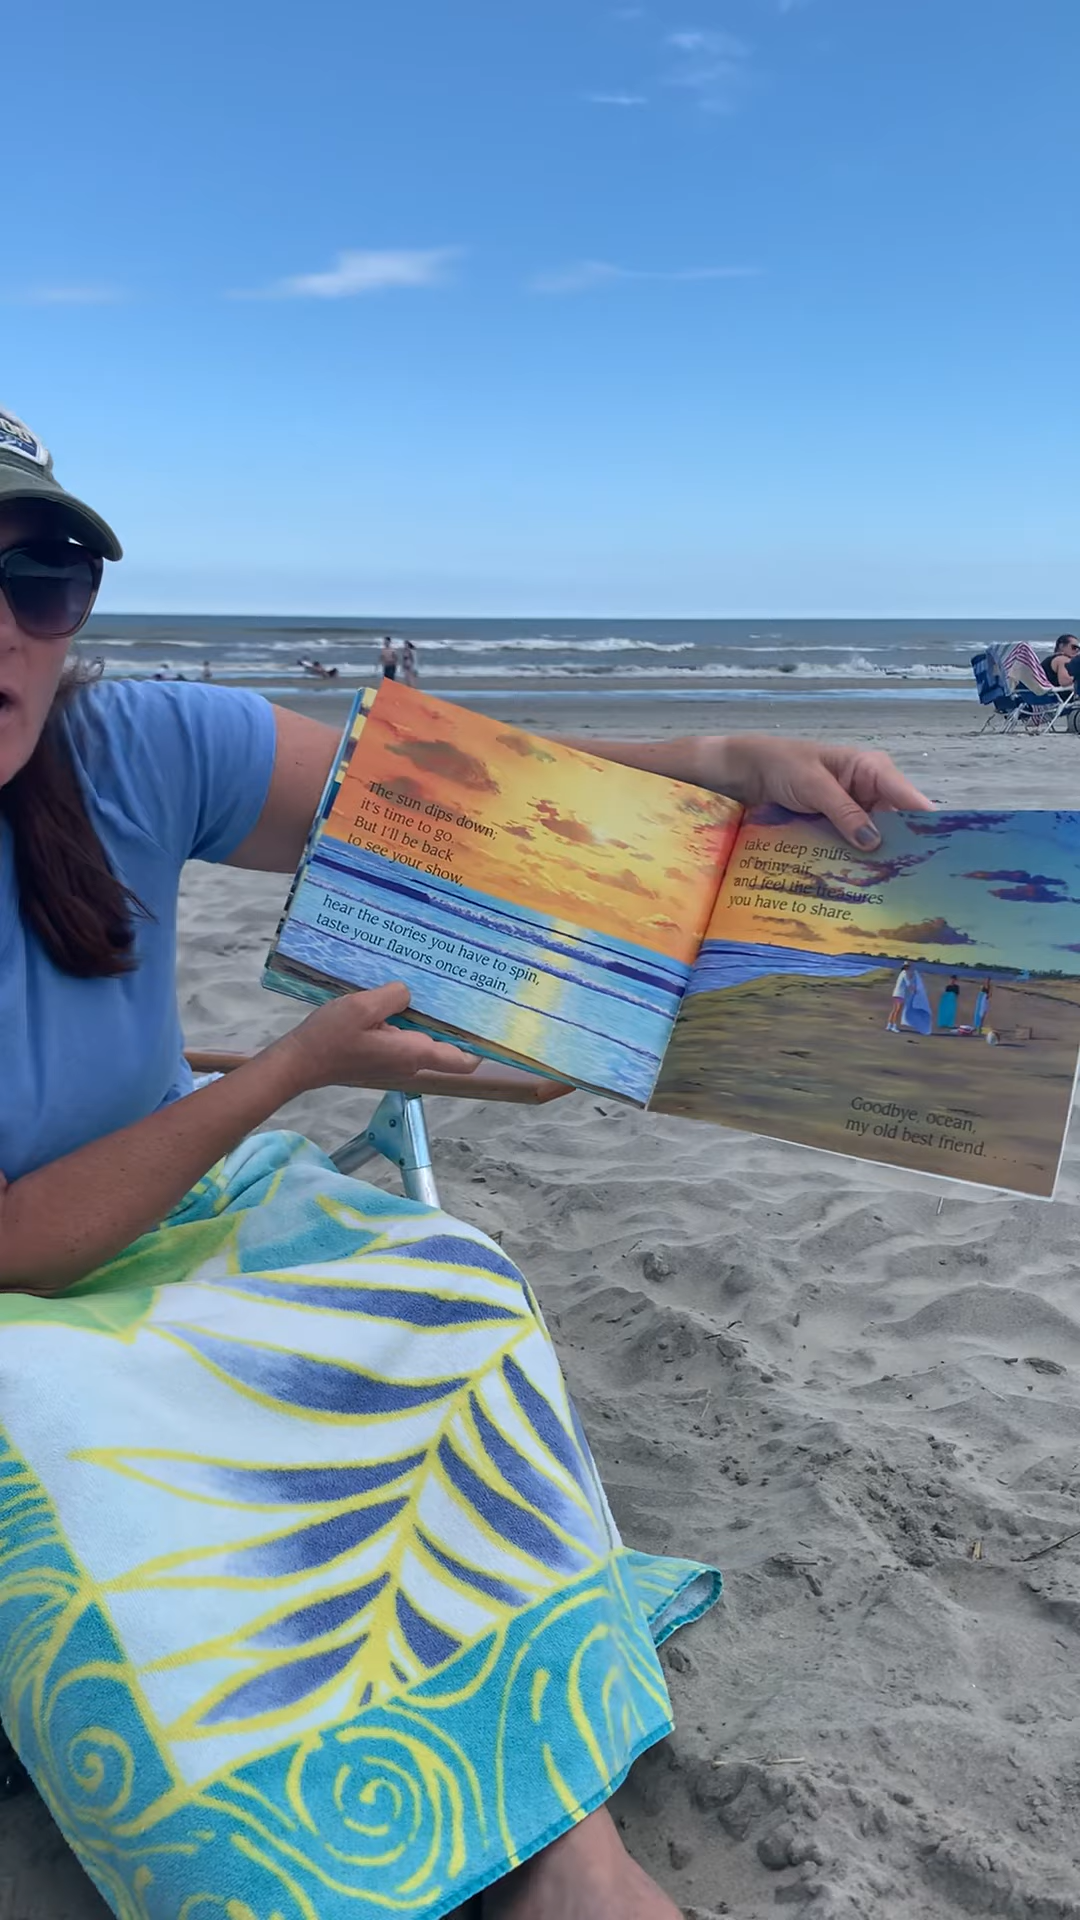 The sun dips down;
it's time to go.
But I'll be back
to see your show,
hear the stories you have to spin,
taste your flavors once again,
take deep sniffs
of briny air,
and feel the treasures
you have to share.
Goodbye, ocean,
my old best friend.